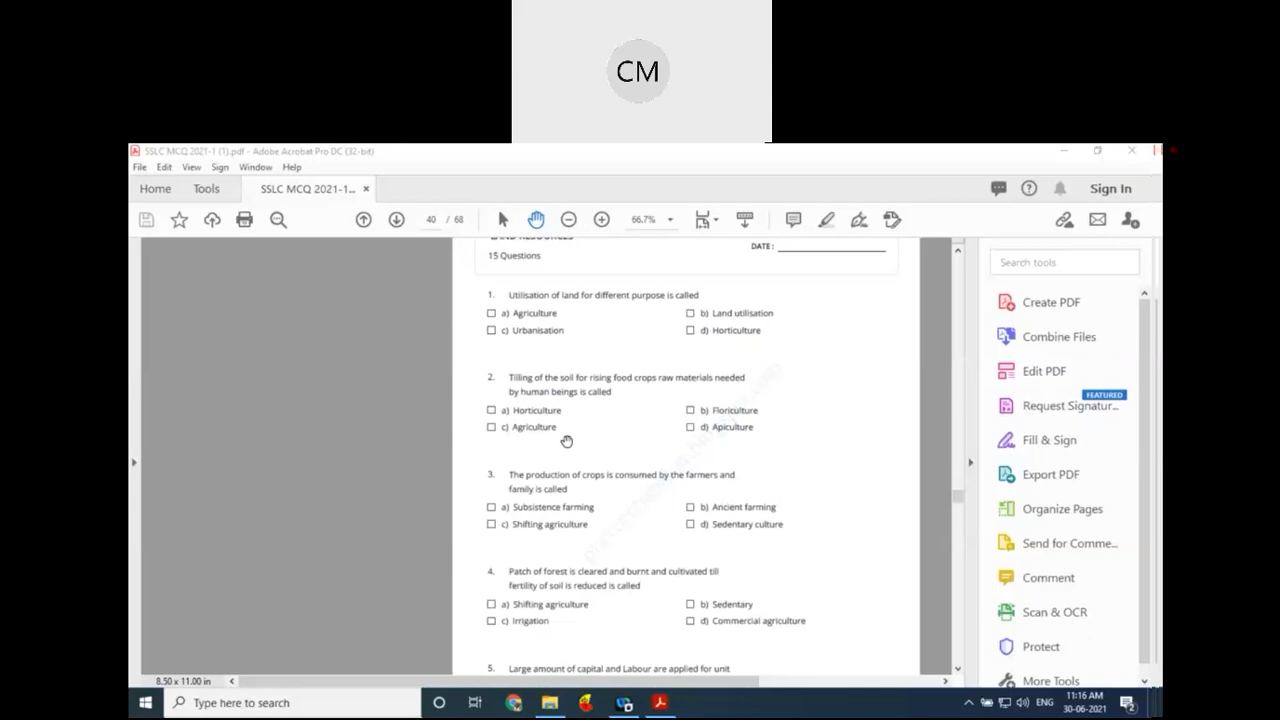 CM
SSLC MCQ 2021-1 (1).pdf - Adobe Acrobat Pro DC (32-bit)
File Edit View Sign Window Help
Home Tools SSLC MCQ 2021-1... × Sign In
40 / 68 66.7%
LAND RESOURCES
DATE :
15 Questions
Search tools
1. Utilisation of land for different purpose is called
a) Agriculture b) Land utilisation
c) Urbanisation d) Horticulture
2. Tilling of the soil for rising food crops raw materials needed
by human beings is called
a) Horticulture b) Floriculture
c) Agriculture d) Apiculture
3. The production of crops is consumed by the farmers and
family is called
a) Subsistence farming b) Ancient farming
c) Shifting agriculture d) Sedentary culture
4. Patch of forest is cleared and burnt and cultivated till
fertility of soil is reduced is called
a) Shifting agriculture b) Sedentary
c) Irrigation d) Commercial agriculture
5. Large amount of capital and Labour are applied for unit
Create PDF
Combine Files
Edit PDF
FEATURED
Request Signatur...
Fill & Sign
Export PDF
Organize Pages
Send for Comme...
Comment
Scan & OCR
Protect
More Tools
8.50 x 11.00 in
Type here to search
ENG
11:16 AM
30-06-2021
2